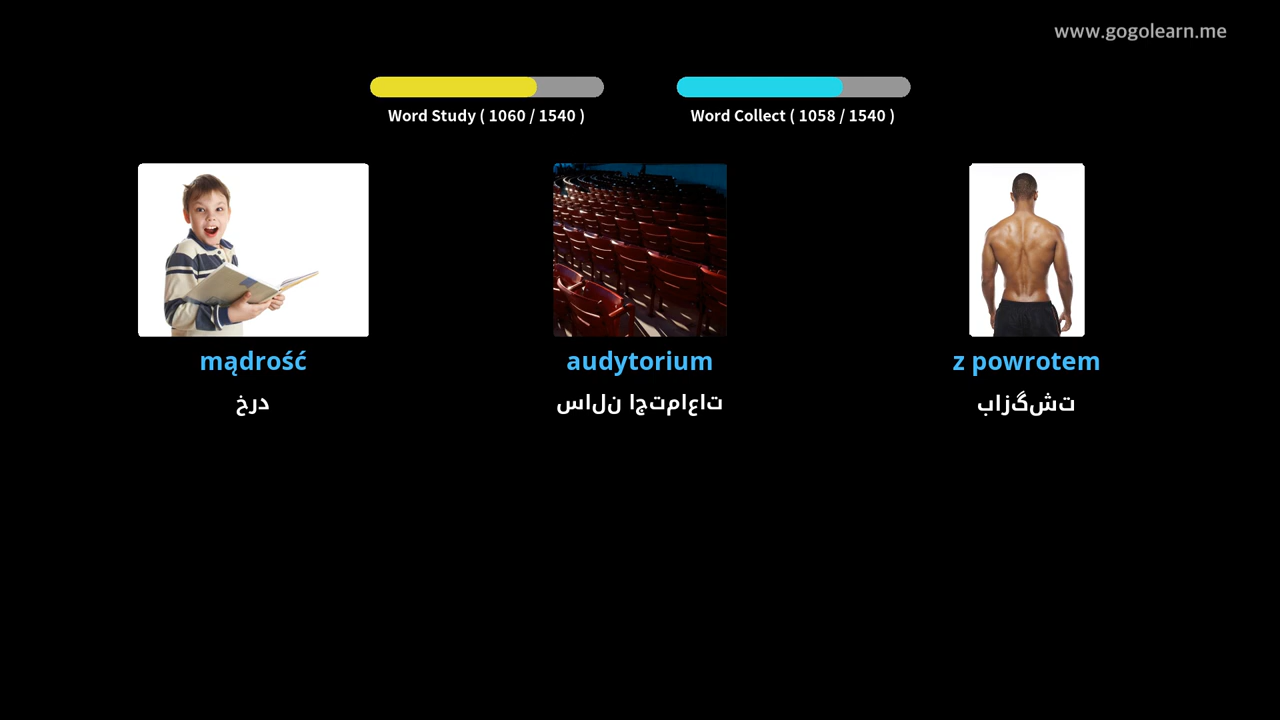 www.gogolearn.me
Word Study ( 1060 / 1540 )
Word Collect ( 1058 / 1540 )
mądrość
audytorium
z powrotem
خرد
سالن اجتماعات
بازگشت